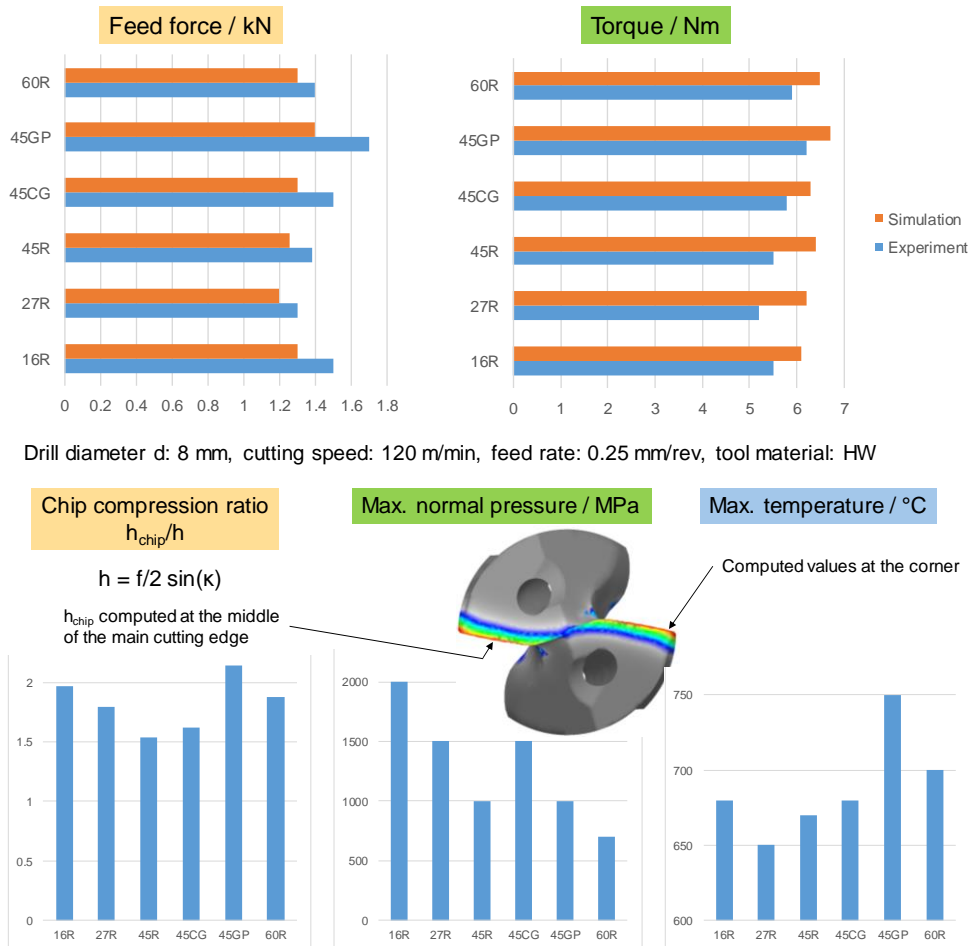 Feed force / kN
Torque / Nm
60R
45GP
45CG
45R
27R
16R
0 0.2 0.4 0.6 0.8 1 1.2 1.4 1.6 1.8
60R
45GP
45CG
45R
27R
16R
0 1 2 3 4 5 6 7
Simulation
Experiment
Drill diameter d: 8 mm, cutting speed: 120 m/min, feed rate: 0.25 mm/rev, tool material: HW
Chip compression ratio
h_chip/h
h = f/2 sin(κ)
h_chip computed at the middle
of the main cutting edge
Max. normal pressure / MPa
Max. temperature / °C
Computed values at the corner
2
1.5
1
0.5
0
16R 27R 45R 45CG 45GP 60R
2000
1500
1000
500
0
16R 27R 45R 45CG 45GP 60R
750
700
650
600
16R 27R 45R 45CG 45GP 60R